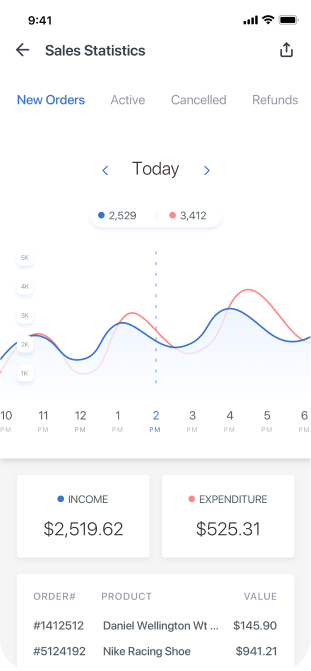 9:41
Sales Statistics
New Orders Active Cancelled Refunds
Today
2,529 3,412
5K
4K
3K
2K
1K
10 11 12 1 2 3 4 5 6
PM PM PM PM PM PM PM PM PM
INCOME EXPENDITURE
$2,519.62 $525.31
ORDER# PRODUCT VALUE
#1412512 Daniel Wellington Wt ... $145.90
#5124192 Nike Racing Shoe $941.21